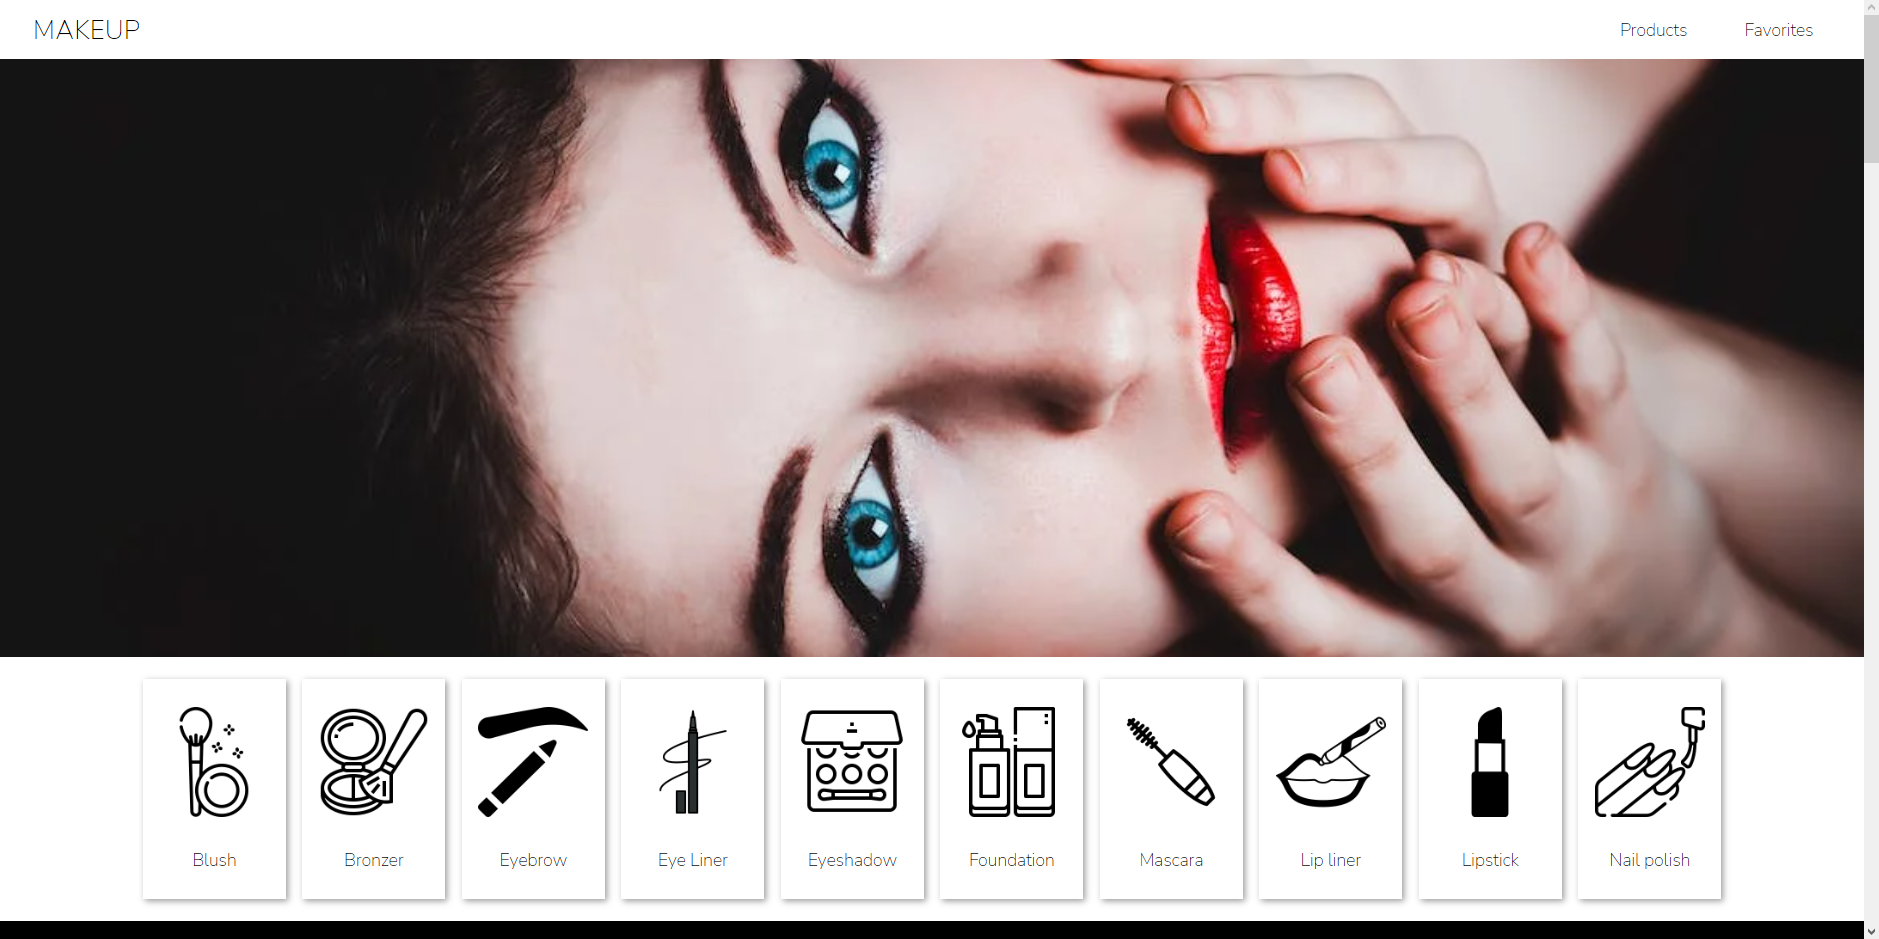 MAKEUP
Products
Favorites
Blush
Bronzer
Eyebrow
Eye Liner
Eyeshadow
Foundation
Mascara
Lip liner
Lipstick
Nail polish